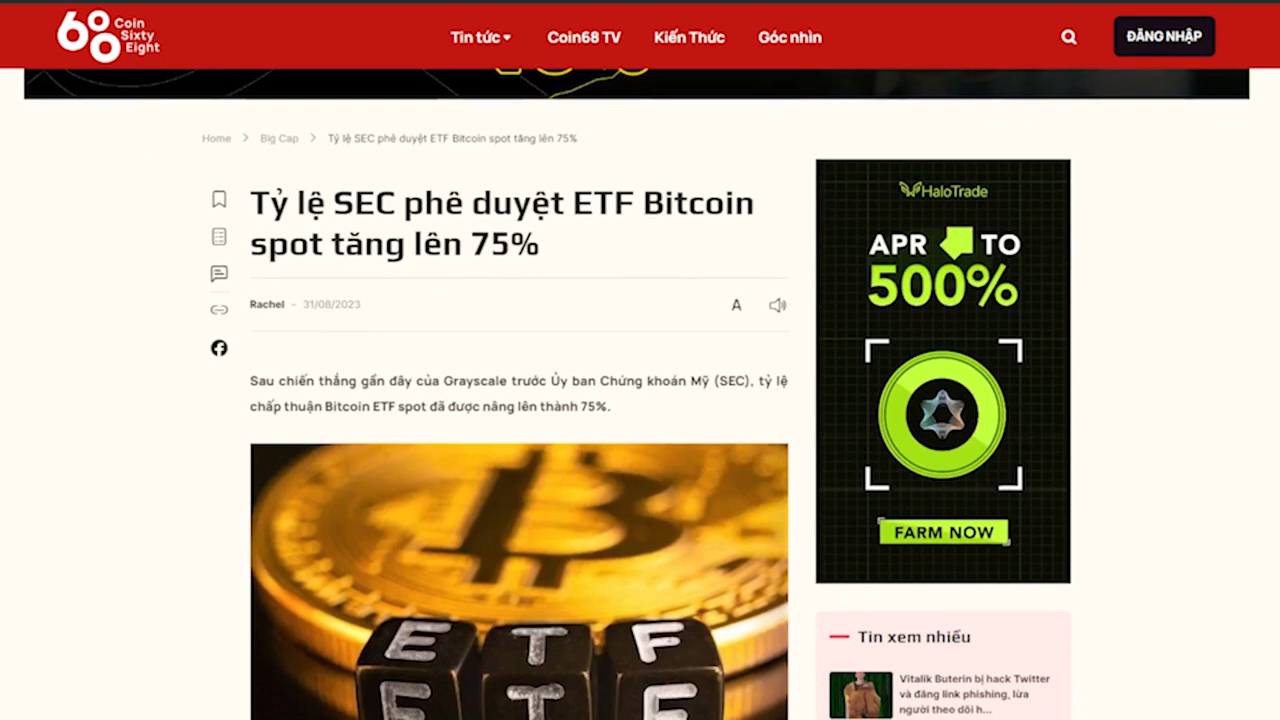 68 Coin
Sixty
Eight
Tin tức
Coin68 TV
Kiến Thức
Góc nhìn
ĐĂNG NHẬP
Home > Big Cap > Tỷ lệ SEC phê duyệt ETF Bitcoin spot tăng lên 75%
Tỷ lệ SEC phê duyệt ETF Bitcoin
spot tăng lên 75%
Rachel - 31/08/2023
A
Sau chiến thắng gần đây của Grayscale trước Ủy ban Chứng khoán Mỹ (SEC), tỷ lệ
chấp thuận Bitcoin ETF spot đã được nâng lên thành 75%.
ETF
ETF
HaloTrade
APR TO
500%
FARM NOW
Tin xem nhiều
Vitalik Buterin bị hack Twitter
và đăng link phishing, lừa
người theo dõi h...